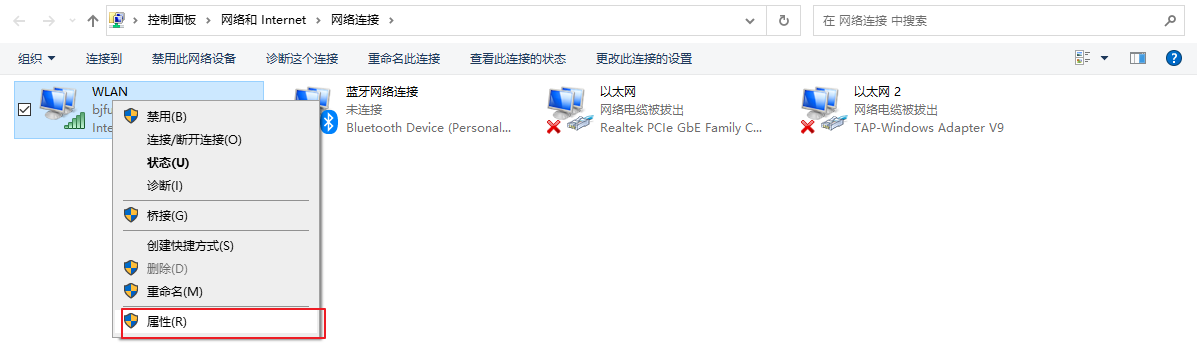 控制面板 > 网络和 Internet > 网络连接 >
在 网络连接 中搜索
组织 连接到 禁用此网络设备 诊断这个连接 重命名此连接 查看此连接的状态 更改此连接的设置
WLAN
bjfu
Inte
蓝牙网络连接
未连接
Bluetooth Device (Personal...
以太网
网络电缆被拔出
Realtek PCIe GbE Family C...
以太网 2
网络电缆被拔出
TAP-Windows Adapter V9
禁用(B)
连接/断开连接(O)
状态(U)
诊断(I)
桥接(G)
创建快捷方式(S)
删除(D)
重命名(M)
属性(R)